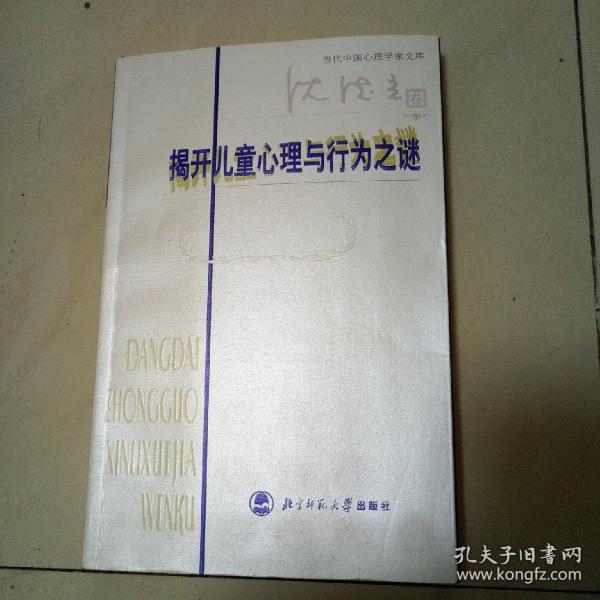 当代中国心理学家文库
沈德立 卷
揭开儿童心理与行为之谜
DANGDAI
ZHONGGUO
XINLIXUEJIA
WENKU
北京师范大学出版社
孔夫子旧书网
www.kongfz.com